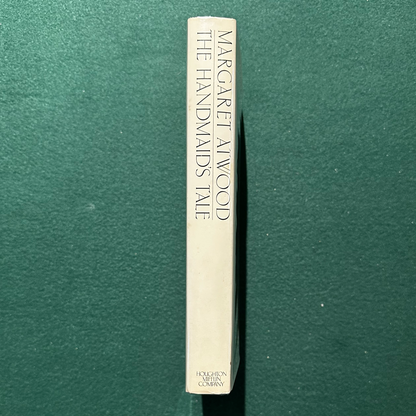 MARGARET ATWOOD
THE HANDMAID'S TALE
HOUGHTON
MIFFLIN
COMPANY